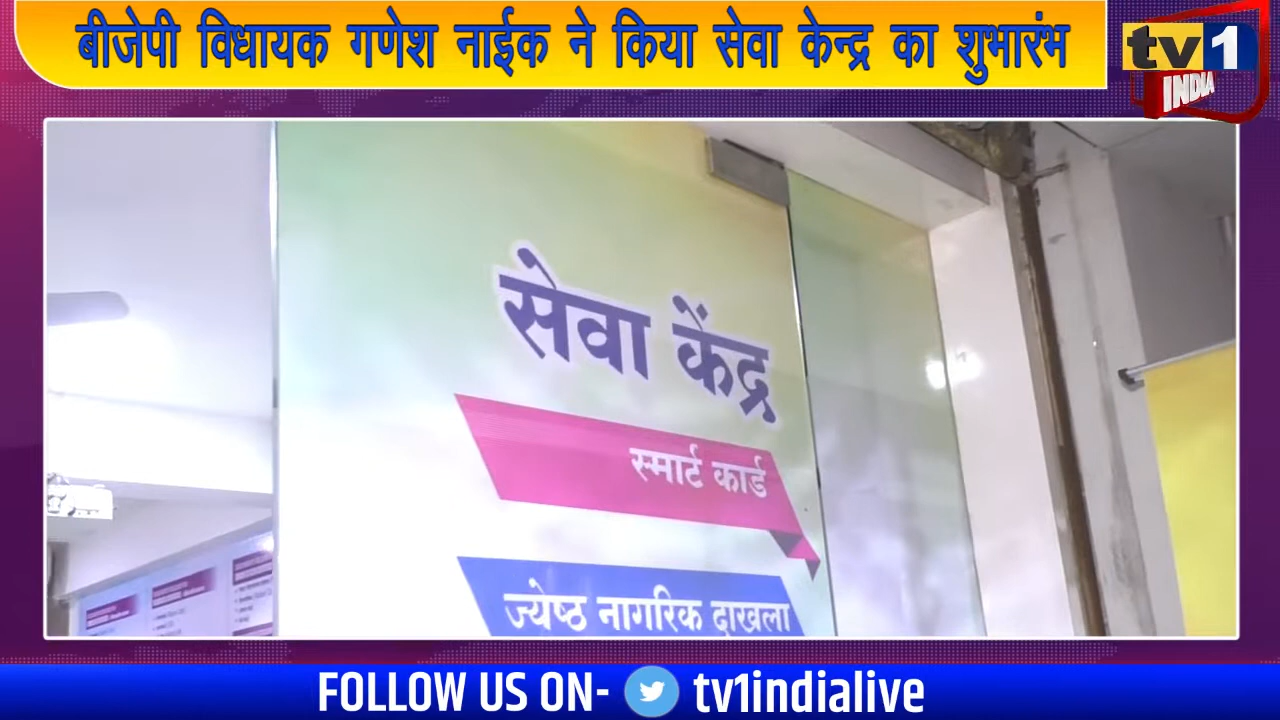 बीजेपी विधायक गणेश नाईक ने किया सेवा केन्द्र का शुभारंभ
tv1
INDIA
सेवा केंद्र
स्मार्ट कार्ड
ज्येष्ठ नागरिक दाखला
FOLLOW US ON- tv1indialive